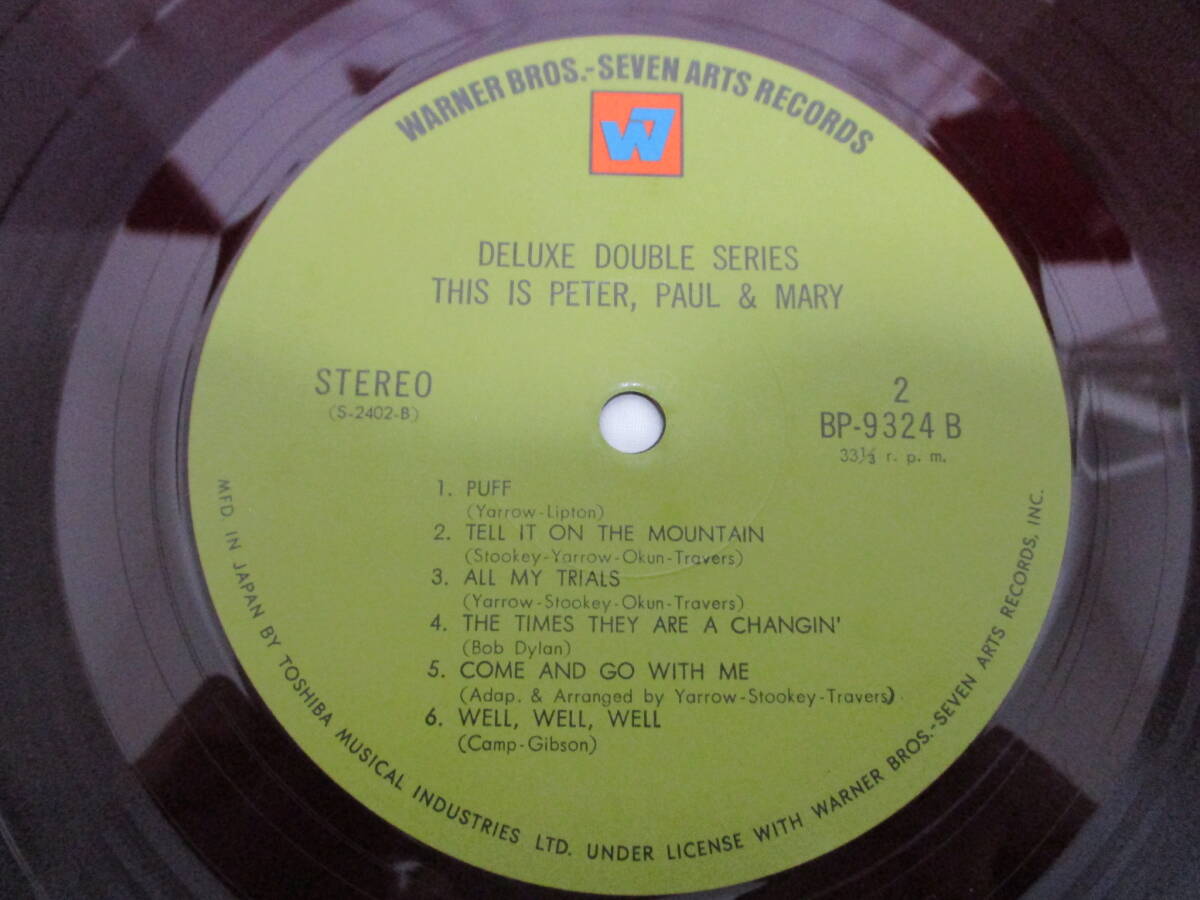 WARNER BROS.-SEVEN ARTS RECORDS
W7
DELUXE DOUBLE SERIES
THIS IS PETER, PAUL & MARY
STEREO
(S-2402-B)
2
BP-9324 B
33⅓ r. p. m.
1. PUFF
(Yarrow-Lipton)
2. TELL IT ON THE MOUNTAIN
(Stookey-Yarrow-Okun-Travers)
3. ALL MY TRIALS
(Yarrow-Stookey-Okun-Travers)
4. THE TIMES THEY ARE A CHANGIN'
(Bob Dylan)
5. COME AND GO WITH ME
(Adap. & Arranged by Yarrow-Stookey-Travers)
6. WELL, WELL, WELL
(Camp-Gibson)
MFD. IN JAPAN BY TOSHIBA MUSICAL INDUSTRIES LTD. UNDER LICENSE WITH WARNER BROS.-SEVEN ARTS RECORDS, INC.